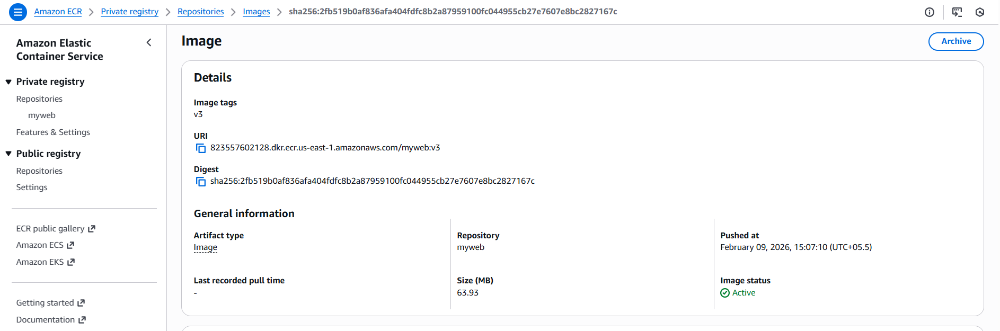 Amazon ECR > Private registry > Repositories > Images > sha256:2fb519b0af836afa404fdfc8b2a87959100fc044955cb27e7607e8bc2827167c
Amazon Elastic
Container Service
Private registry
Repositories
myweb
Features & Settings
Public registry
Repositories
Settings
ECR public gallery
Amazon ECS
Amazon EKS
Getting started
Documentation
Image
Archive
Details
Image tags
v3
URI
823557602128.dkr.ecr.us-east-1.amazonaws.com/myweb:v3
Digest
sha256:2fb519b0af836afa404fdfc8b2a87959100fc044955cb27e7607e8bc2827167c
General information
Artifact type
Image
Repository
myweb
Pushed at
February 09, 2026, 15:07:10 (UTC+05.5)
Last recorded pull time
-
Size (MB)
63.93
Image status
Active